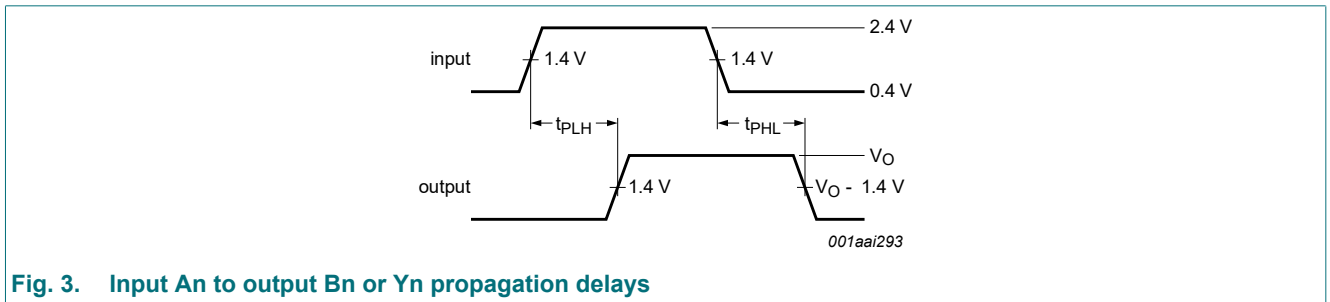 2.4 V
input
1.4 V
1.4 V
0.4 V
tPLH
tPHL
VO
output
1.4 V
VO - 1.4 V
001aai293
Fig. 3. Input An to output Bn or Yn propagation delays